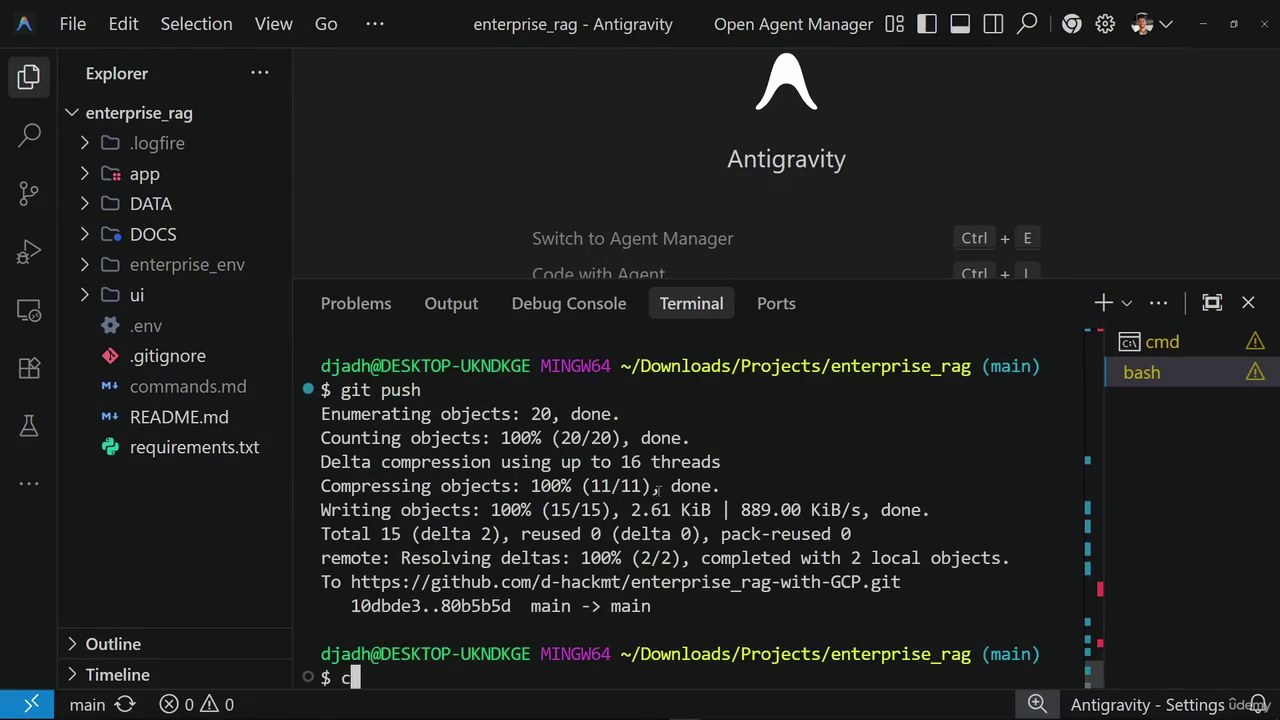 File Edit Selection View Go ··· enterprise_rag - Antigravity Open Agent Manager
Explorer ···
enterprise_rag
.logfire
app
DATA
DOCS
enterprise_env
ui
.env
.gitignore
commands.md
README.md
requirements.txt
Outline
Timeline
Antigravity
Switch to Agent Manager Ctrl + E
Code with Agent Ctrl +
Problems Output Debug Console Terminal Ports
cmd
bash
djadh@DESKTOP-UKNDKGE MINGW64 ~/Downloads/Projects/enterprise_rag (main)
$ git push
Enumerating objects: 20, done.
Counting objects: 100% (20/20), done.
Delta compression using up to 16 threads
Compressing objects: 100% (11/11), done.
Writing objects: 100% (15/15), 2.61 KiB | 889.00 KiB/s, done.
Total 15 (delta 2), reused 0 (delta 0), pack-reused 0
remote: Resolving deltas: 100% (2/2), completed with 2 local objects.
To https://github.com/d-hackmt/enterprise_rag-with-GCP.git
10dbde3..80b5b5d main -> main
djadh@DESKTOP-UKNDKGE MINGW64 ~/Downloads/Projects/enterprise_rag (main)
$ c
main 0 0 Antigravity - Settings
udemy